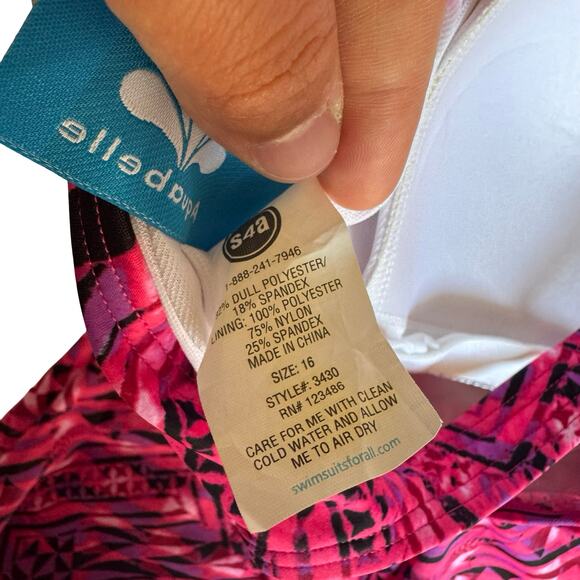 s4a
1-888-241-7946
82% DULL POLYESTER/
18% SPANDEX
LINING: 100% POLYESTER
75% NYLON
25% SPANDEX
MADE IN CHINA
SIZE: 16
STYLE#: 3430
RN# 123486
CARE FOR ME WITH CLEAN
COLD WATER AND ALLOW
ME TO AIR DRY
swimsuitsforall.com